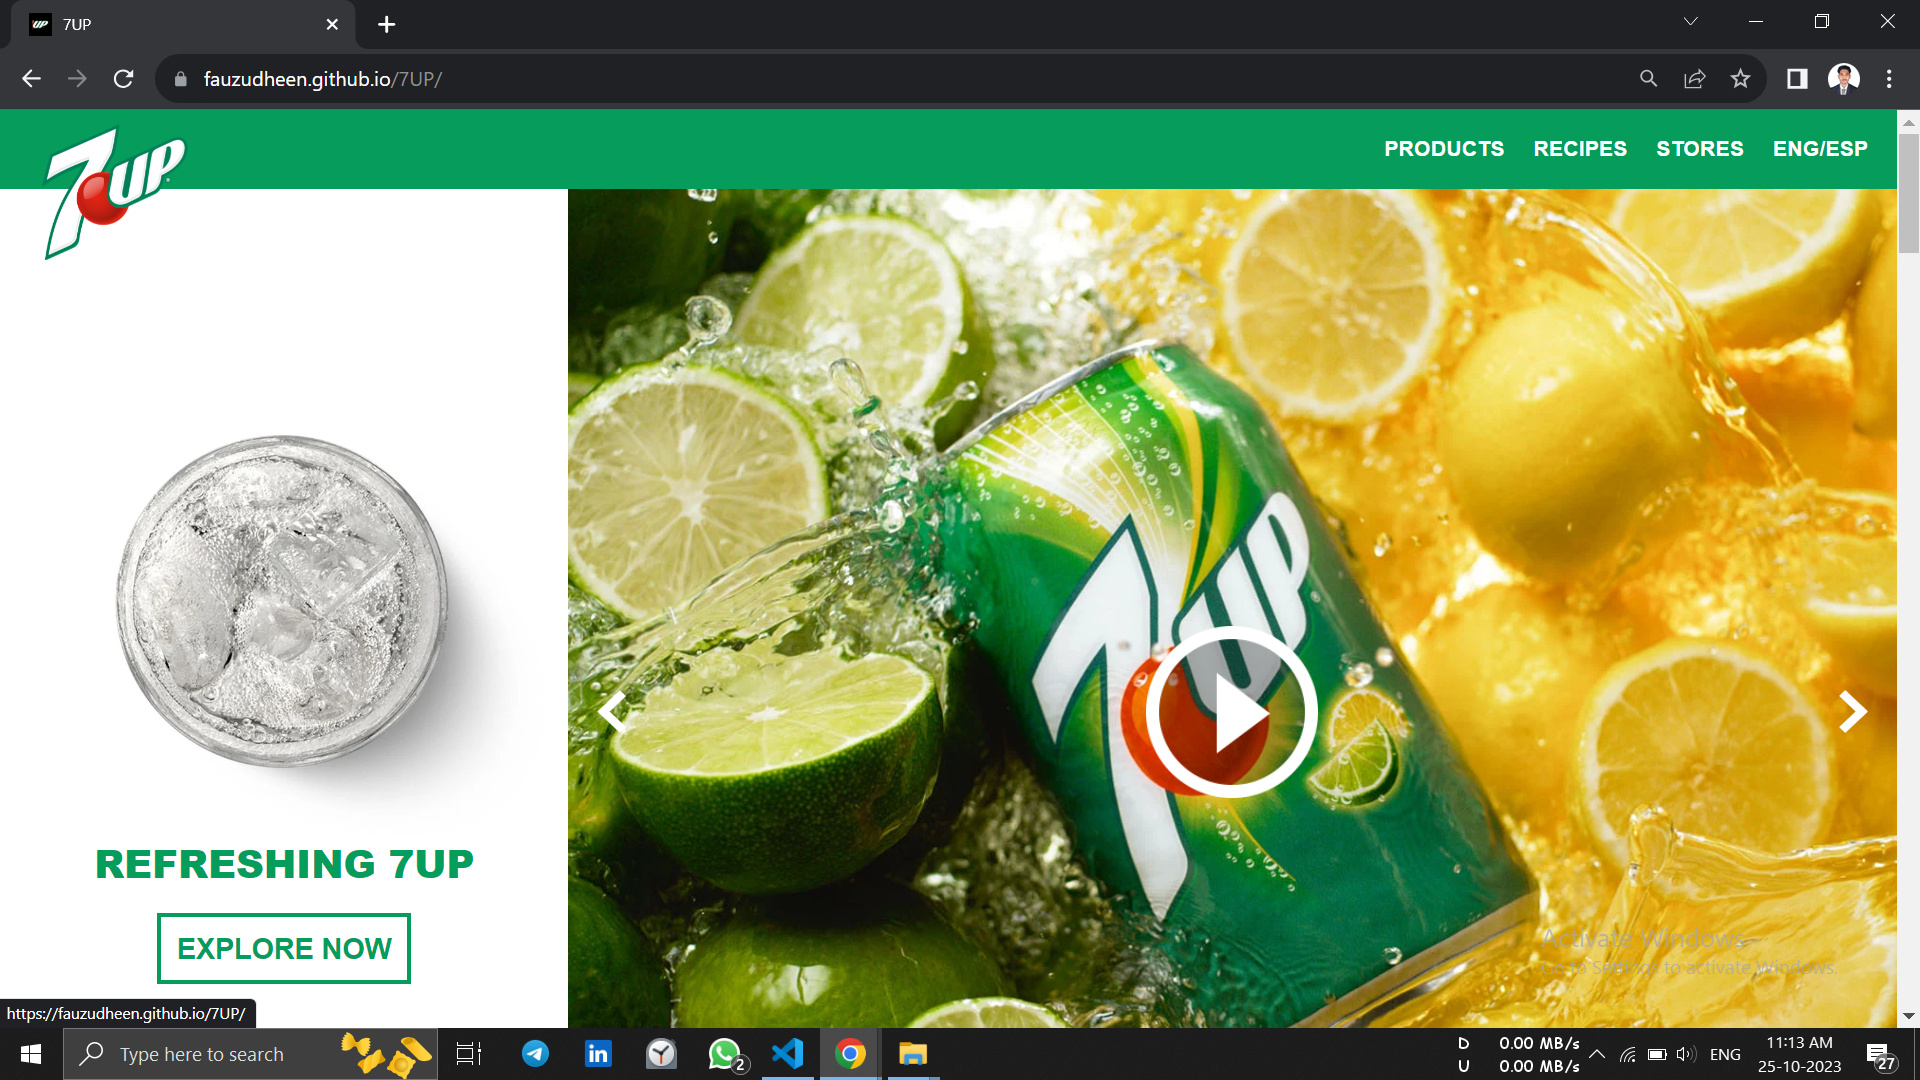 7UP
fauzudheen.github.io/7UP/
7UP
PRODUCTS RECIPES STORES ENG/ESP
7UP
REFRESHING 7UP
EXPLORE NOW
Activate Windows
Go to Settings to activate Windows.
https://fauzudheen.github.io/7UP/
Type here to search
2
D 0.00 MB/s
U 0.00 MB/s
ENG
11:13 AM
25-10-2023
27